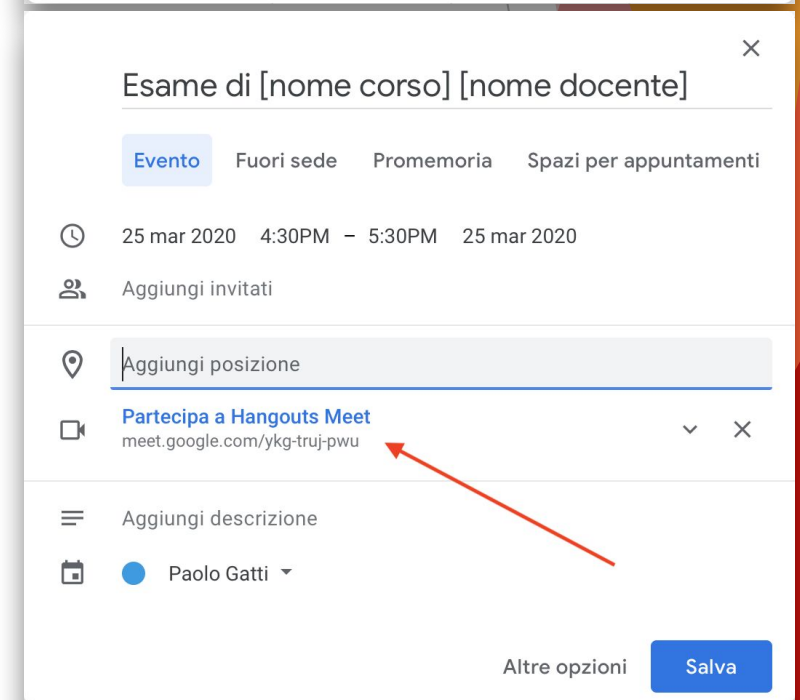 Esame di [nome corso] [nome docente]
Evento Fuori sede Promemoria Spazi per appuntamenti
25 mar 2020 4:30PM – 5:30PM 25 mar 2020
Aggiungi invitati
Aggiungi posizione
Partecipa a Hangouts Meet
meet.google.com/ykg-truj-pwu
Aggiungi descrizione
Paolo Gatti
Altre opzioni Salva